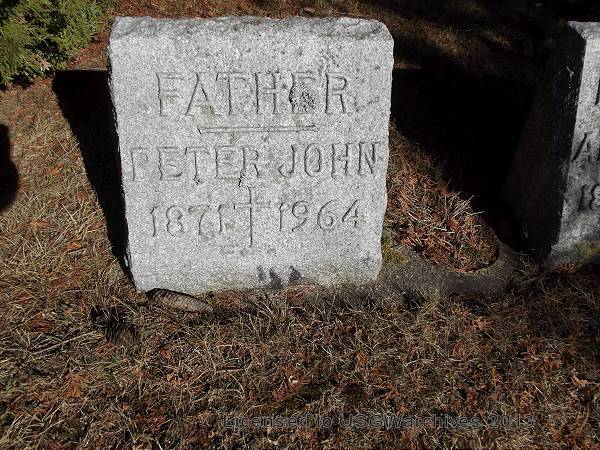 FATHER
PETER JOHN
1871 1964
Licensed to USGWarchives 2013